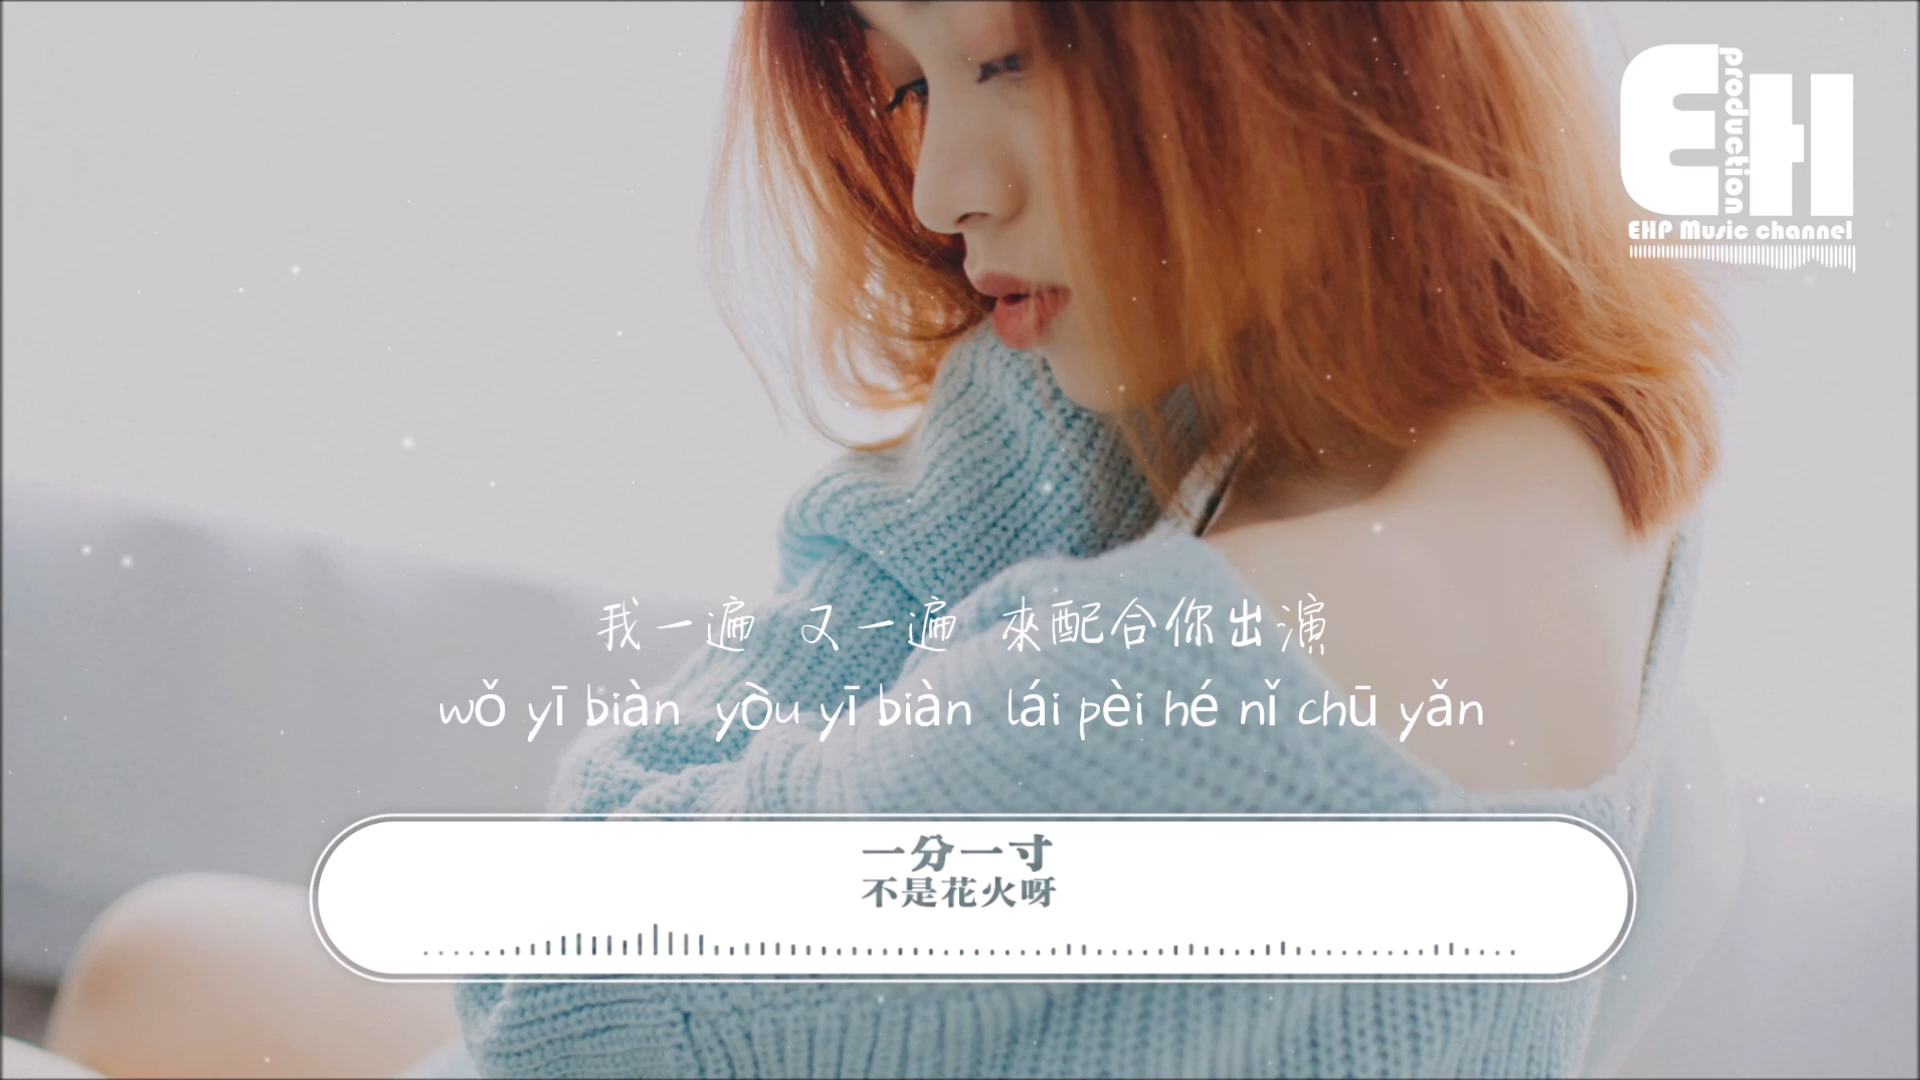 EH
production
EHP Music channel
我一遍 又一遍 來配合你出演
wǒ yī biàn yòu yī biàn lái pèi hé nǐ chū yǎn
一分一寸
不是花火呀